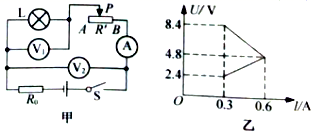 L
P
A R' B
A
V₁
V₂
R₀
S
甲
U/V
8.4
4.8
2.4
O
0.3
0.6
I/A
乙